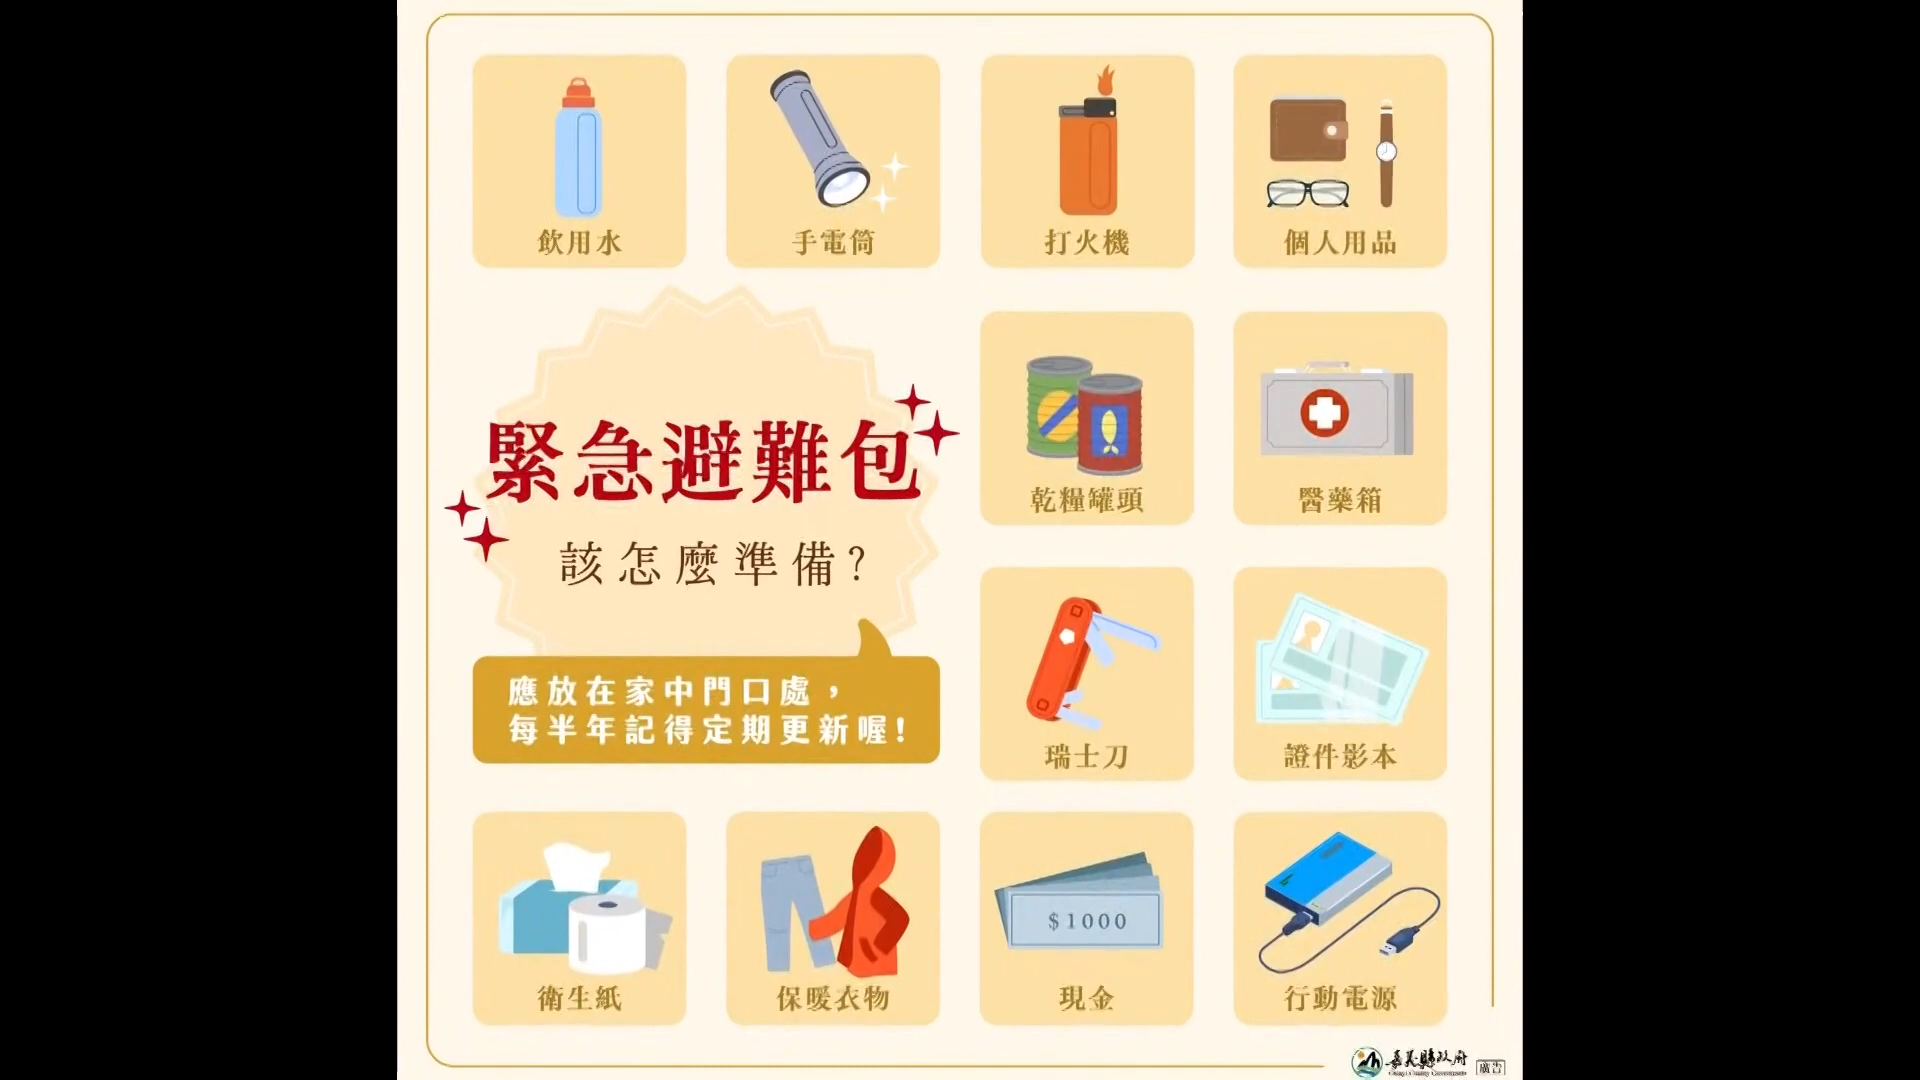 飲用水
手電筒
打火機
個人用品
緊急避難包
該怎麼準備?
應放在家中門口處，
每半年記得定期更新喔!
乾糧罐頭
醫藥箱
瑞士刀
證件影本
衛生紙
保暖衣物
$1000
現金
行動電源
嘉義縣政府
Chiayi County Government
廣告